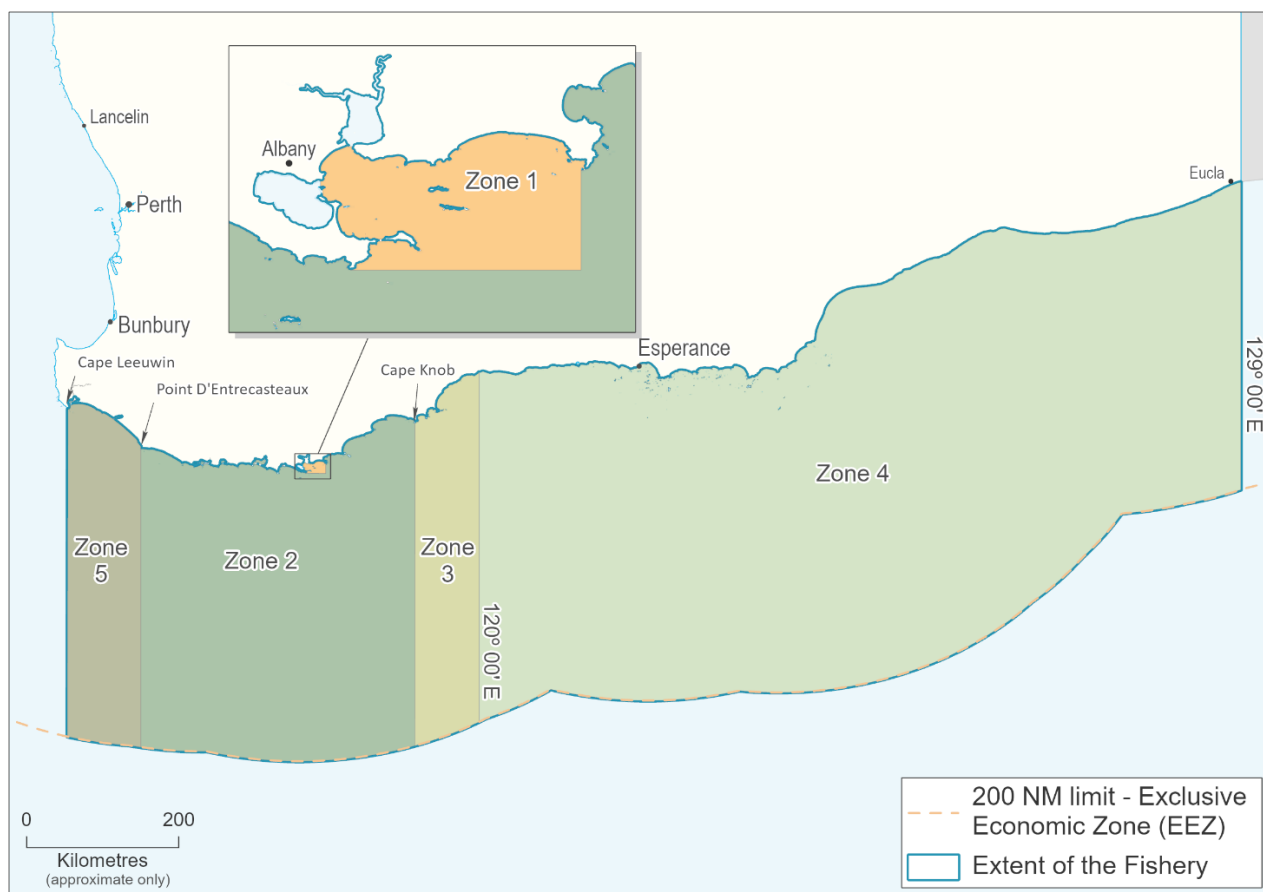 Lancelin
Perth
Bunbury
Albany
Zone 1
Eucla
Cape Leeuwin
Point D'Entrecasteaux
Cape Knob
Esperance
129° 00' E
Zone
5
Zone 2
Zone
3
Zone 4
120° 00' E
0 200
Kilometres
(approximate only)
200 NM limit - Exclusive
Economic Zone (EEZ)
Extent of the Fishery